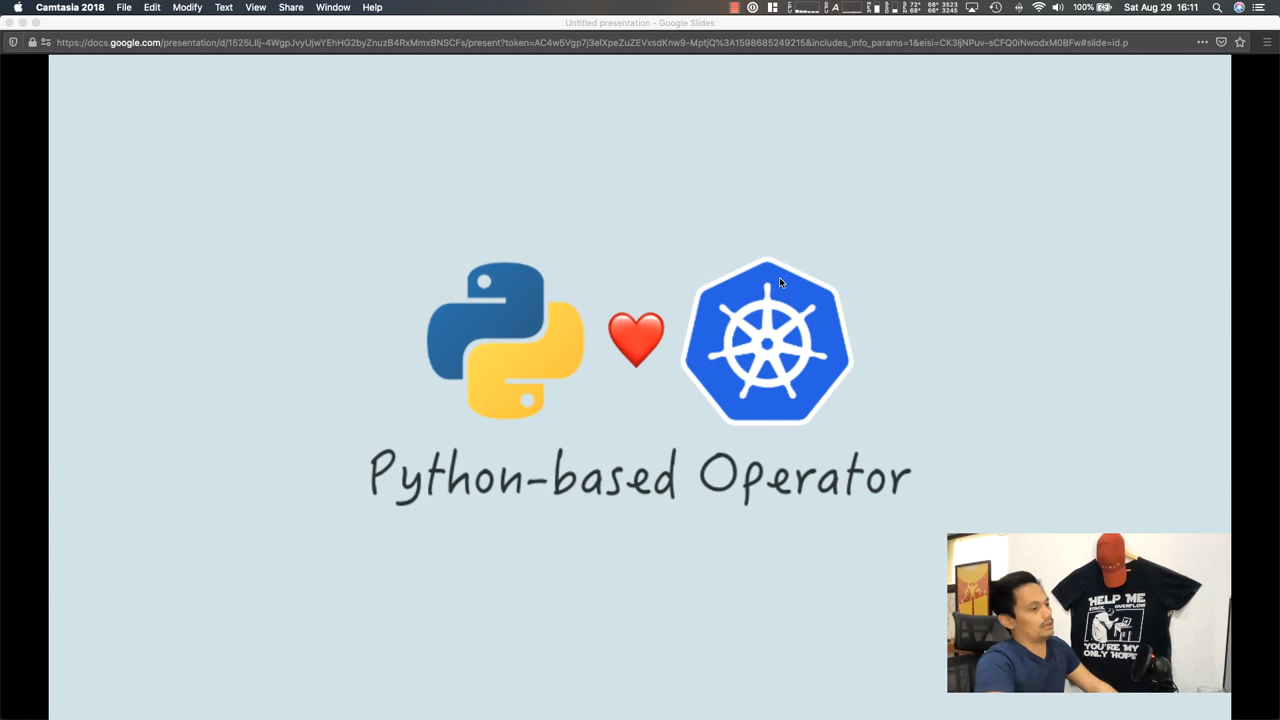 Camtasia 2018 File Edit Modify Text View Share Window Help 100% Sat Aug 29 16:11
Untitled presentation - Google Slides
Python-based Operator
HELP ME
STACK OVERFLOW
YOU'RE MY
ONLY HOPE